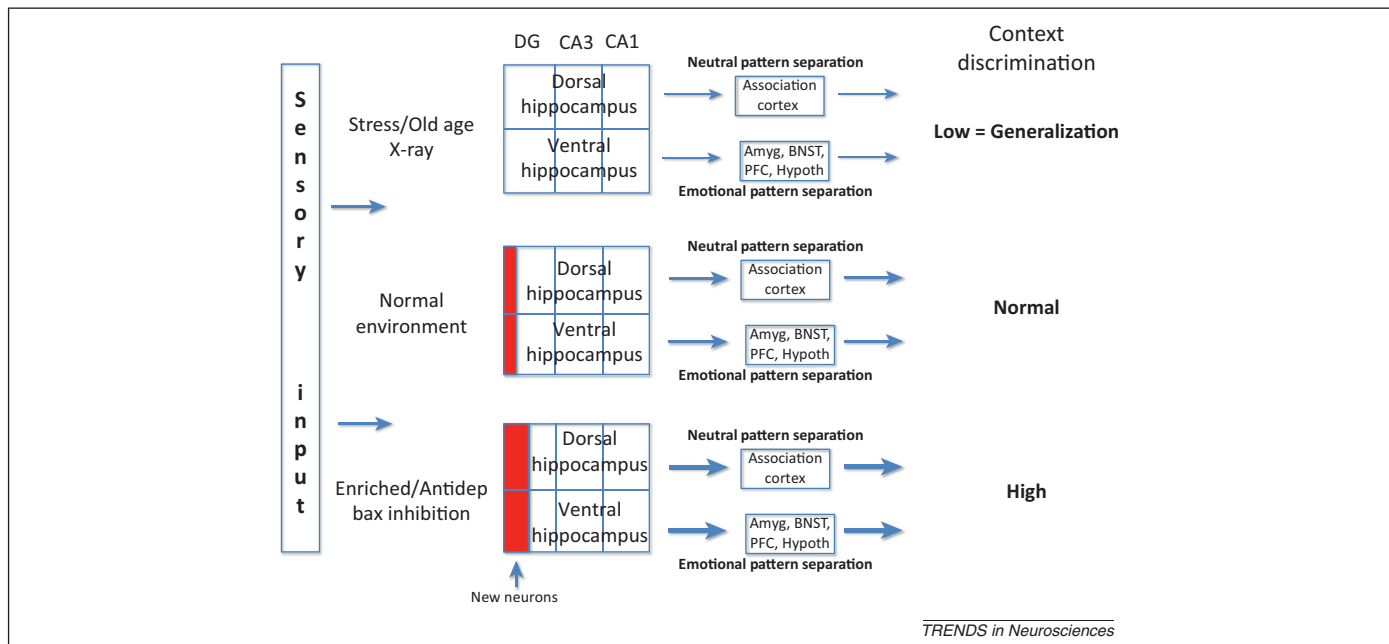 DG CA3 CA1
Context
discrimination
Sensory input
Stress/Old age
X-ray
Dorsal
hippocampus
Ventral
hippocampus
Neutral pattern separation
Association
cortex
Amyg, BNST,
PFC, Hypoth
Emotional pattern separation
Low = Generalization
Normal
environment
Dorsal
hippocampus
Ventral
hippocampus
Neutral pattern separation
Association
cortex
Amyg, BNST,
PFC, Hypoth
Emotional pattern separation
Normal
Enriched/Antidep
bax inhibition
Dorsal
hippocampus
Ventral
hippocampus
Neutral pattern separation
Association
cortex
Amyg, BNST,
PFC, Hypoth
Emotional pattern separation
High
New neurons
TRENDS in Neurosciences